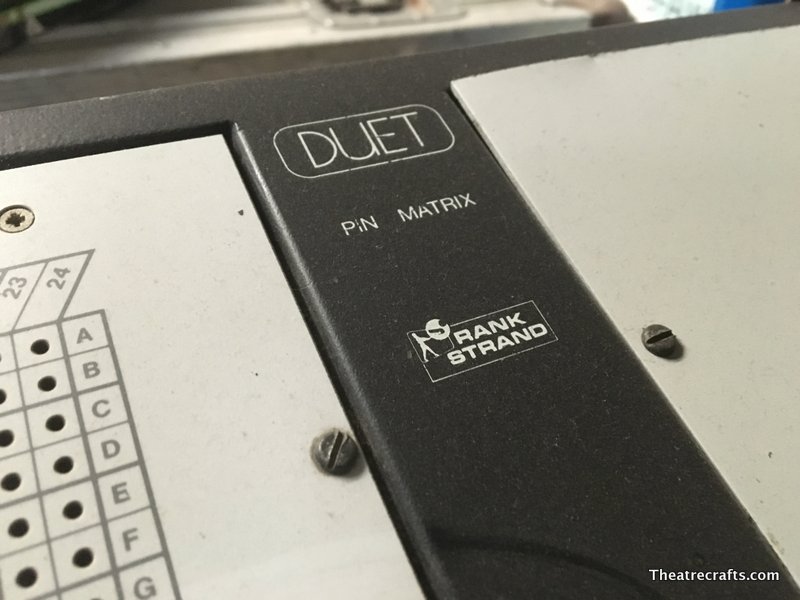 DUET
PIN MATRIX
RANK
STRAND
23 24
A
B
C
D
E
F
G
Theatrecrafts.com